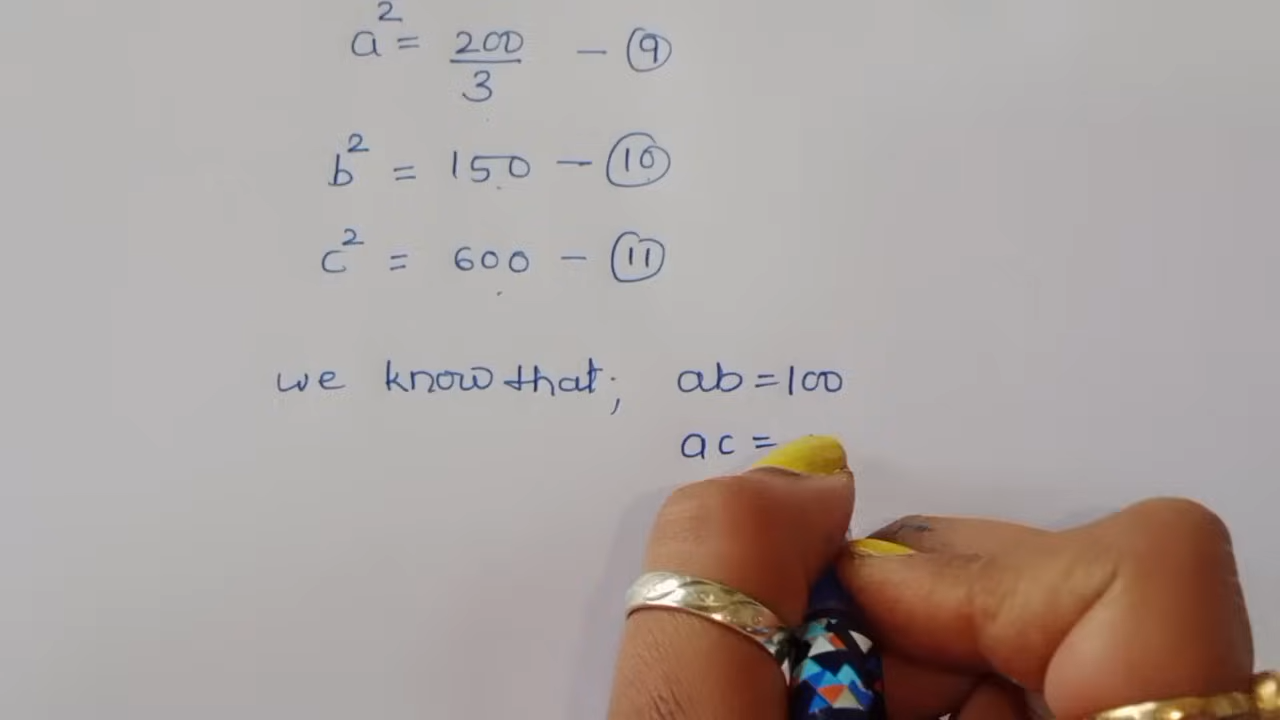 a² = 200/3 - ⑨
b² = 150 - ⑩
c² = 600 - ⑪
we know that; ab = 100
ac =